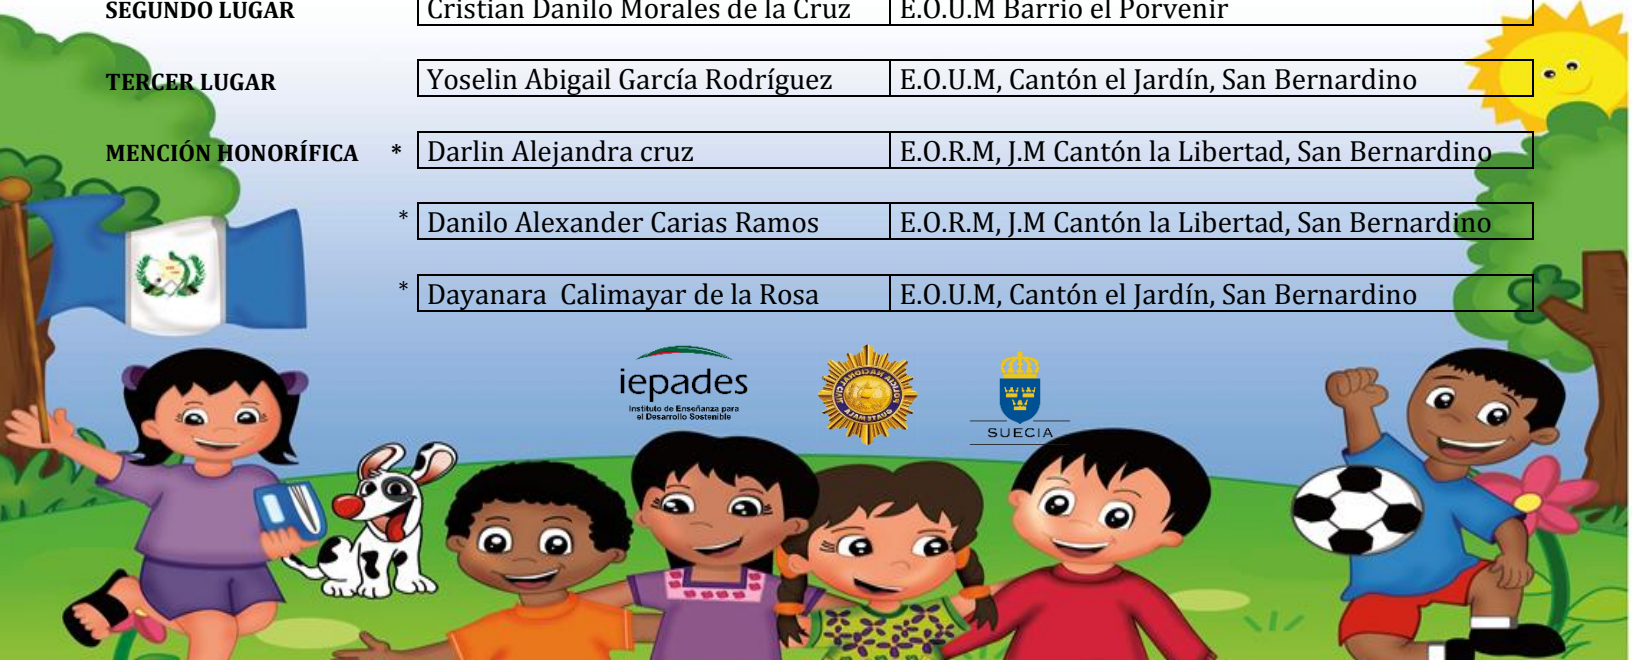 SEGUNDO LUGAR Cristian Danilo Morales de la Cruz E.O.U.M Barrio el Porvenir
TERCER LUGAR Yoselin Abigail García Rodríguez E.O.U.M, Cantón el Jardín, San Bernardino
MENCIÓN HONORÍFICA * Darlin Alejandra cruz E.O.R.M, J.M Cantón la Libertad, San Bernardino
* Danilo Alexander Carias Ramos E.O.R.M, J.M Cantón la Libertad, San Bernardino
* Dayanara Calimayar de la Rosa E.O.U.M, Cantón el Jardín, San Bernardino
iepades
Instituto de Enseñanza para
el Desarrollo Sostenible
SUECIA